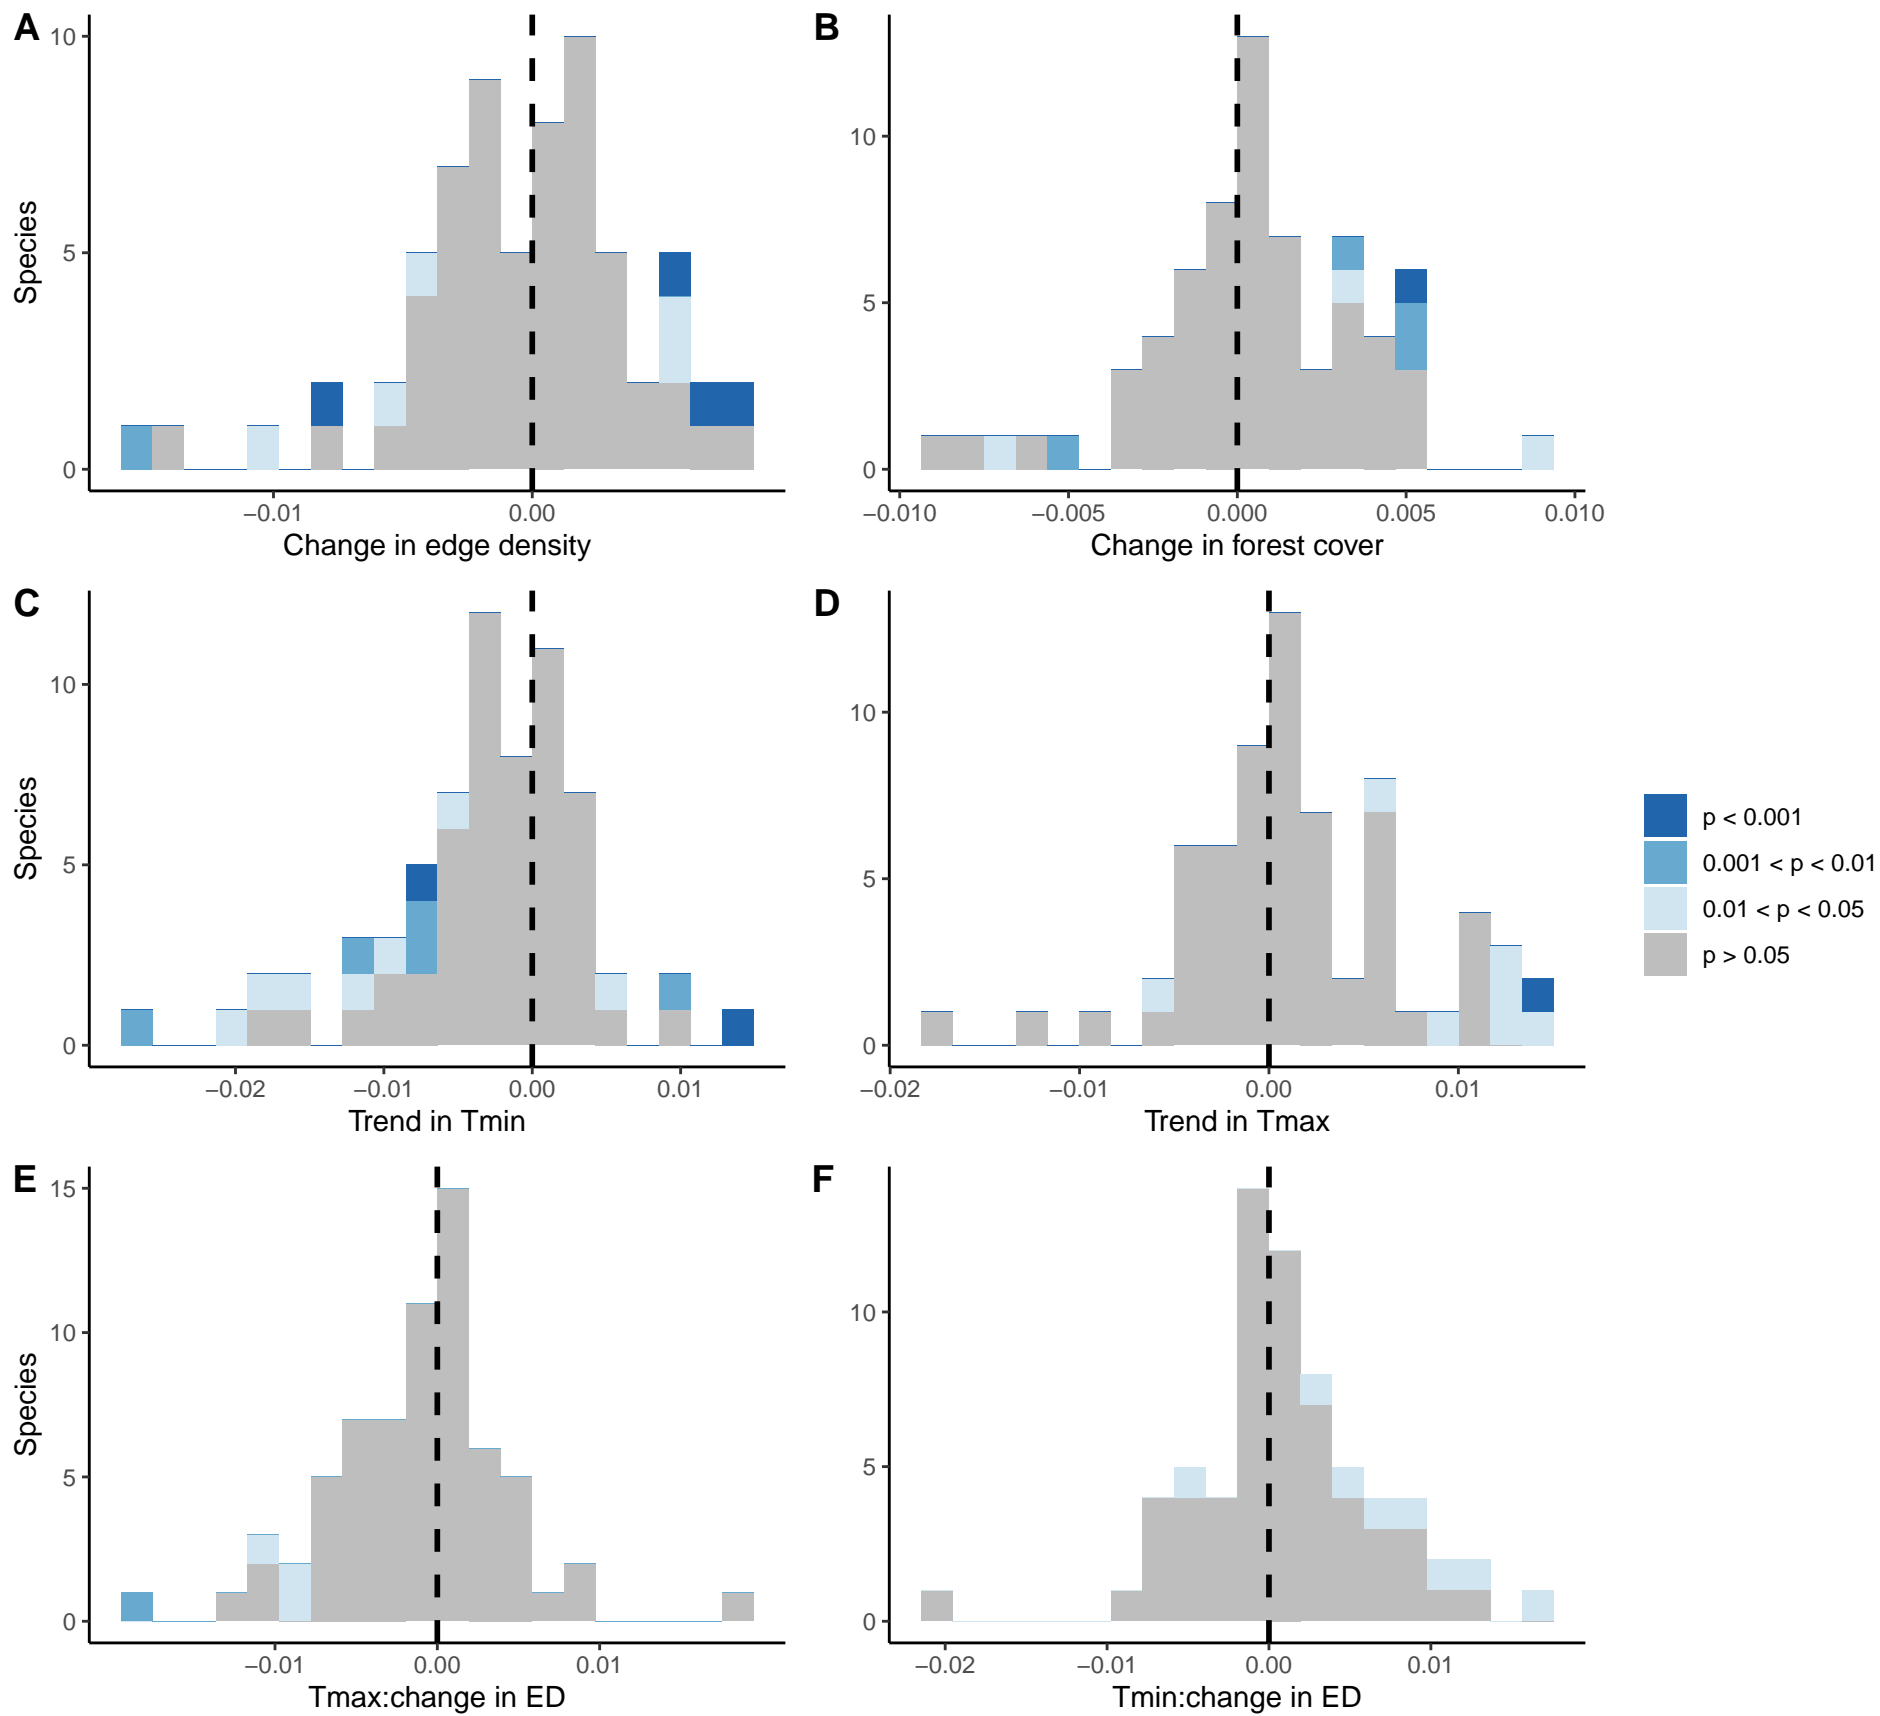 A
B
10
5
0
Species
−0.01
0.00
Change in edge density
10
5
0
−0.010
−0.005
0.000
0.005
0.010
Change in forest cover
C
D
10
5
0
Species
−0.02
−0.01
0.00
0.01
Trend in Tmin
10
5
0
−0.02
−0.01
0.00
0.01
Trend in Tmax
p < 0.001
0.001 < p < 0.01
0.01 < p < 0.05
p > 0.05
E
F
15
10
5
0
Species
−0.01
0.00
0.01
Tmax:change in ED
10
5
0
−0.02
−0.01
0.00
0.01
Tmin:change in ED